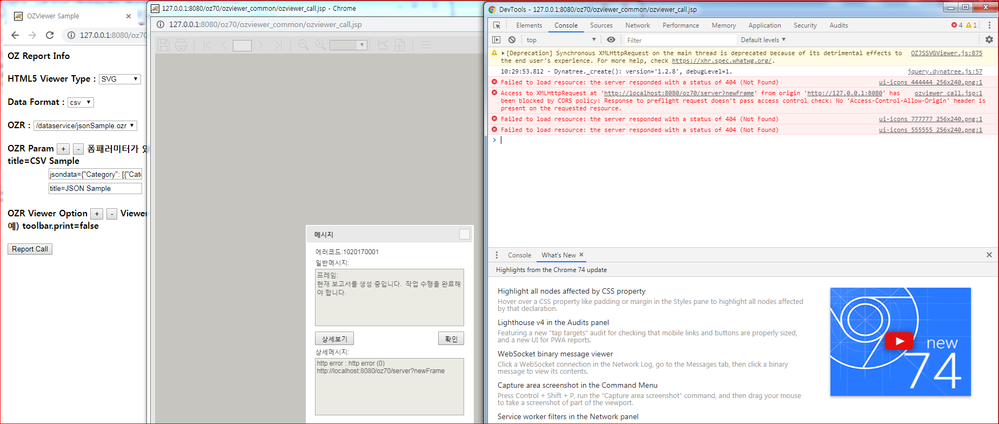 OZViewer Sample
127.0.0.1:8080/oz70
OZ Report Info
HTML5 Viewer Type : SVG
Data Format : csv
OZR : /dataservice/jsonSample.ozr
OZR Param + - 폼패러미터가 있
title=CSV Sample
jsondata={"Category": [{"Cate
title=JSON Sample
OZR Viewer Option + - Viewer
예) toolbar.print=false
Report Call
127.0.0.1:8080/oz70/ozviewer_common/ozviewer_call.jsp - Chrome
127.0.0.1:8080/oz70/ozviewer_common/ozviewer_call.jsp
메시지
에러코드:1020170001
일반메시지:
프레임:
현재 보고서를 생성 중입니다. 작업 수행을 완료해
야 합니다.
상세보기 확인
상세메시지:
http error : http error (0)
http://localhost:8080/oz70/server?newFrame
DevTools - 127.0.0.1:8080/oz70/ozviewer_common/ozviewer_call.jsp
Elements Console Sources Network Performance Memory Application Security Audits 4 1
top Filter Default levels
[Deprecation] Synchronous XMLHttpRequest on the main thread is deprecated because of its detrimental effects to OZJSSVGViewer.js:875
the end user's experience. For more help, check https://xhr.spec.whatwg.org/.
10:29:53.812 - Dynatree._create(): version='1.2.8', debugLevel=1. jquery.dynatree.js:57
Failed to load resource: the server responded with a status of 404 (Not Found) ui-icons 444444 256x240.png:1
Access to XMLHttpRequest at 'http://localhost:8080/oz70/server?newFrame' from origin 'http://127.0.0.1:8080' has ozviewer call.jsp:1
been blocked by CORS policy: Response to preflight request doesn't pass access control check: No 'Access-Control-Allow-Origin' header is
present on the requested resource.
Failed to load resource: the server responded with a status of 404 (Not Found) ui-icons 777777 256x240.png:1
Failed to load resource: the server responded with a status of 404 (Not Found) ui-icons 555555 256x240.png:1
Console What's New
Highlights from the Chrome 74 update
Highlight all nodes affected by CSS property
Hover over a CSS property like padding or margin in the Styles pane to highlight all nodes affected
by that declaration.
Lighthouse v4 in the Audits panel
Featuring a new "tap targets" audit for checking that mobile links and buttons are properly sized,
and a new UI for PWA reports.
WebSocket binary message viewer
Click a WebSocket connection in the Network Log, go to the Messages tab, then click a binary
message to view its contents.
Capture area screenshot in the Command Menu
Press Control + Shift + P, run the "Capture area screenshot" command, and then drag your mouse
to take a screenshot of part of the viewport.
Service worker filters in the Network panel
new
74